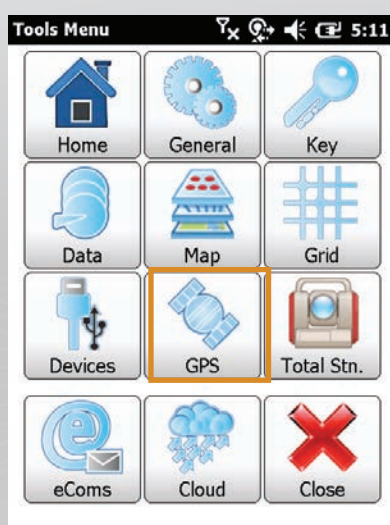 Tools Menu 5:11
Home General Key
Data Map Grid
Devices GPS Total Stn.
eComs Cloud Close